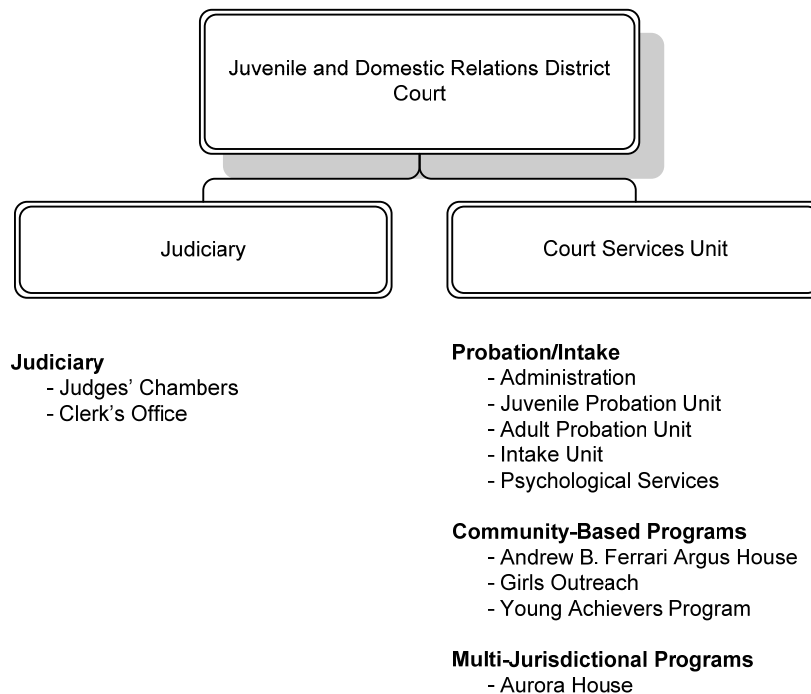 Juvenile and Domestic Relations District
Court
Judiciary
Court Services Unit
Judiciary
- Judges’ Chambers
- Clerk’s Office
Probation/Intake
- Administration
- Juvenile Probation Unit
- Adult Probation Unit
- Intake Unit
- Psychological Services
Community-Based Programs
- Andrew B. Ferrari Argus House
- Girls Outreach
- Young Achievers Program
Multi-Jurisdictional Programs
- Aurora House